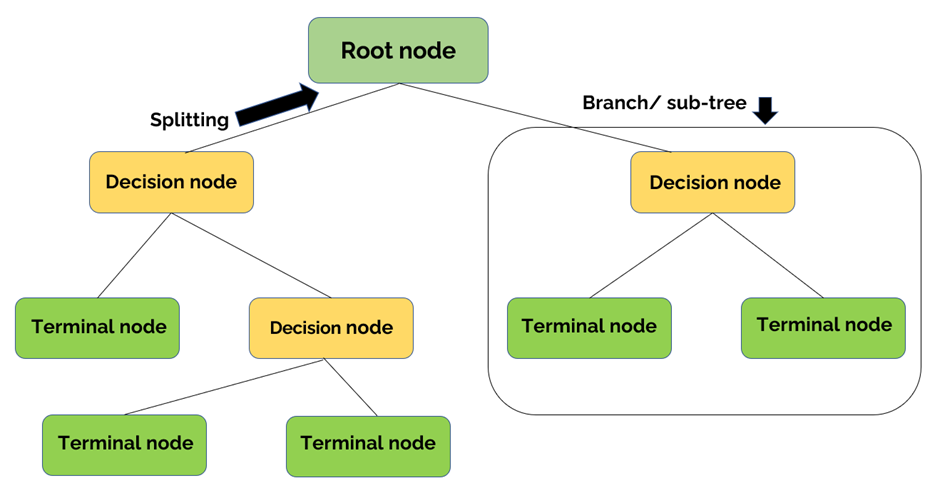 Root node
Splitting
Branch/ sub-tree
Decision node
Decision node
Terminal node
Decision node
Terminal node
Terminal node
Terminal node
Terminal node